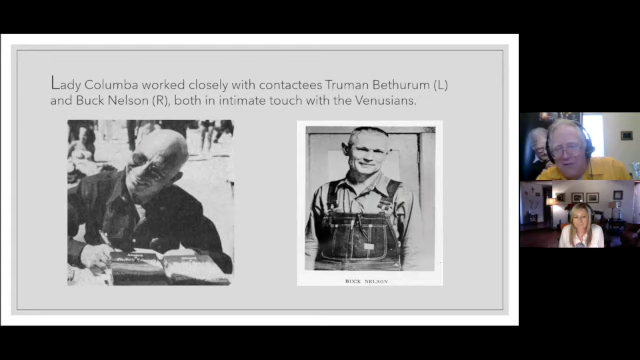 Lady Columba worked closely with contactees Truman Bethurum (L)
and Buck Nelson (R), both in intimate touch with the Venusians.
BUCK NELSON